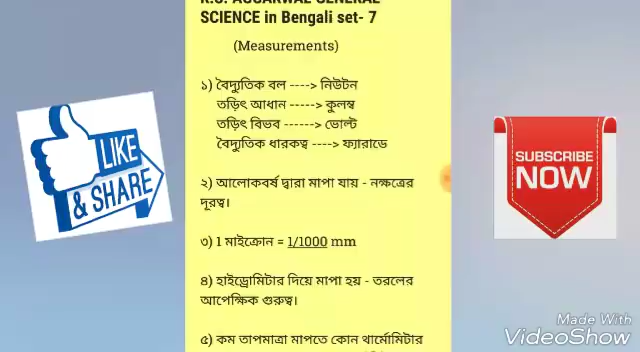 R.S. AGGARWAL GENERAL
SCIENCE in Bengali set- 7
(Measurements)
১) বৈদ্যুতিক বল ----> নিউটন
তড়িৎ আধান -----> কুলম্ব
তড়িৎ বিভব ------> ভোল্ট
বৈদ্যুতিক ধারকত্ব ----> ফ্যারাডে
২) আলোকবর্ষ দ্বারা মাপা যায় - নক্ষত্রের
দূরত্ব।
৩) 1 মাইক্রোন = 1/1000 mm
৪) হাইড্রোমিটার দিয়ে মাপা হয় - তরলের
আপেক্ষিক গুরুত্ব।
৫) কম তাপমাত্রা মাপতে কোন থার্মোমিটার
LIKE
& SHARE
SUBSCRIBE
NOW
Made With
VideoShow